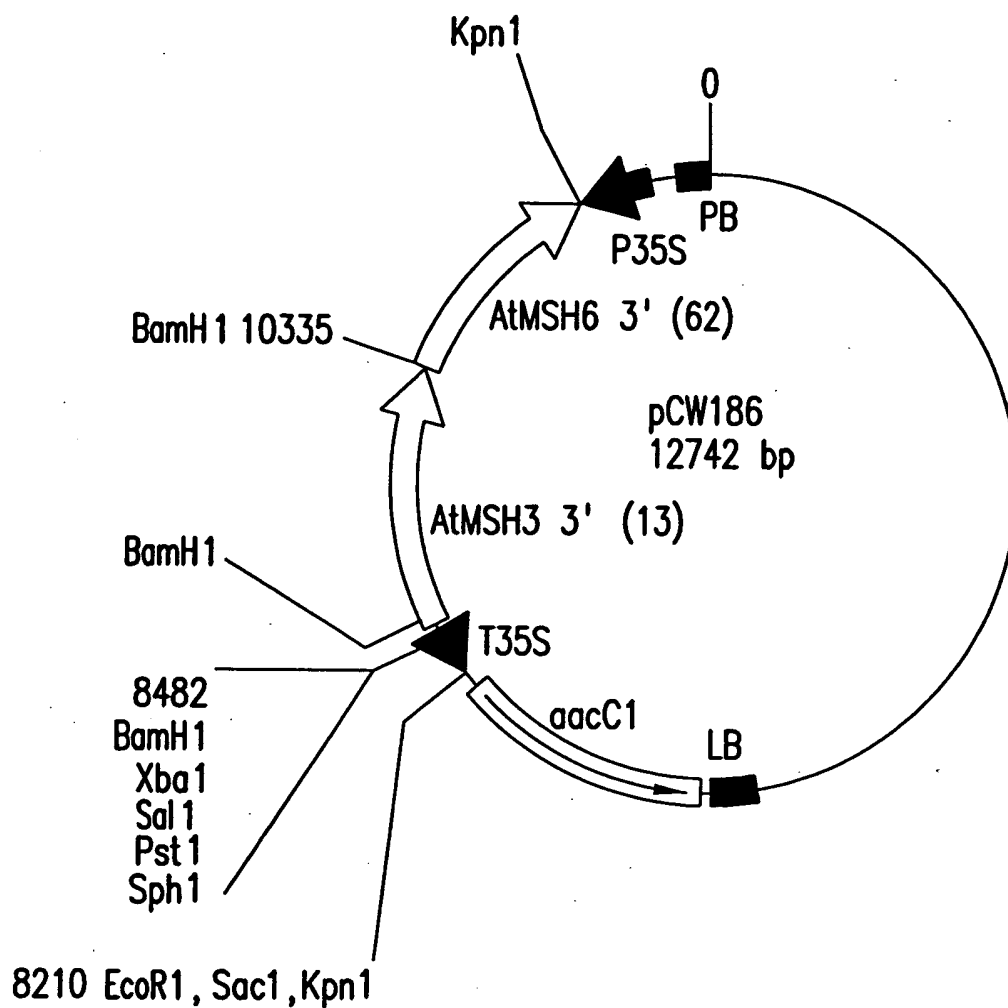 Kpn1
0
PB
P35S
AtMSH6 3' (62)
BamH1 10335
pCW186
12742 bp
AtMSH3 3' (13)
BamH1
T35S
8482
BamH1
Xba1
Sal1
Pst1
Sph1
aacC1
LB
8210 EcoR1, Sac1, Kpn1